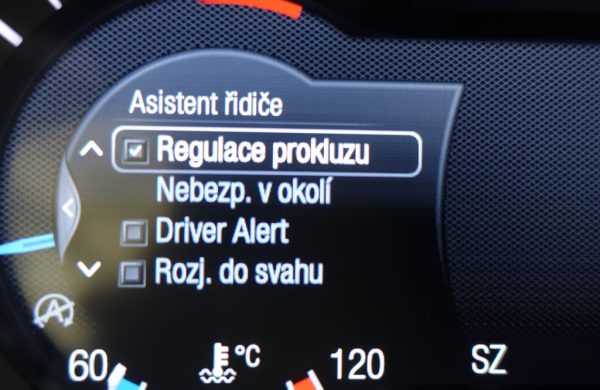 Asistent řidiče
Regulace prokluzu
Nebezp. v okolí
Driver Alert
Rozj. do svahu
A
60 °C 120 SZ